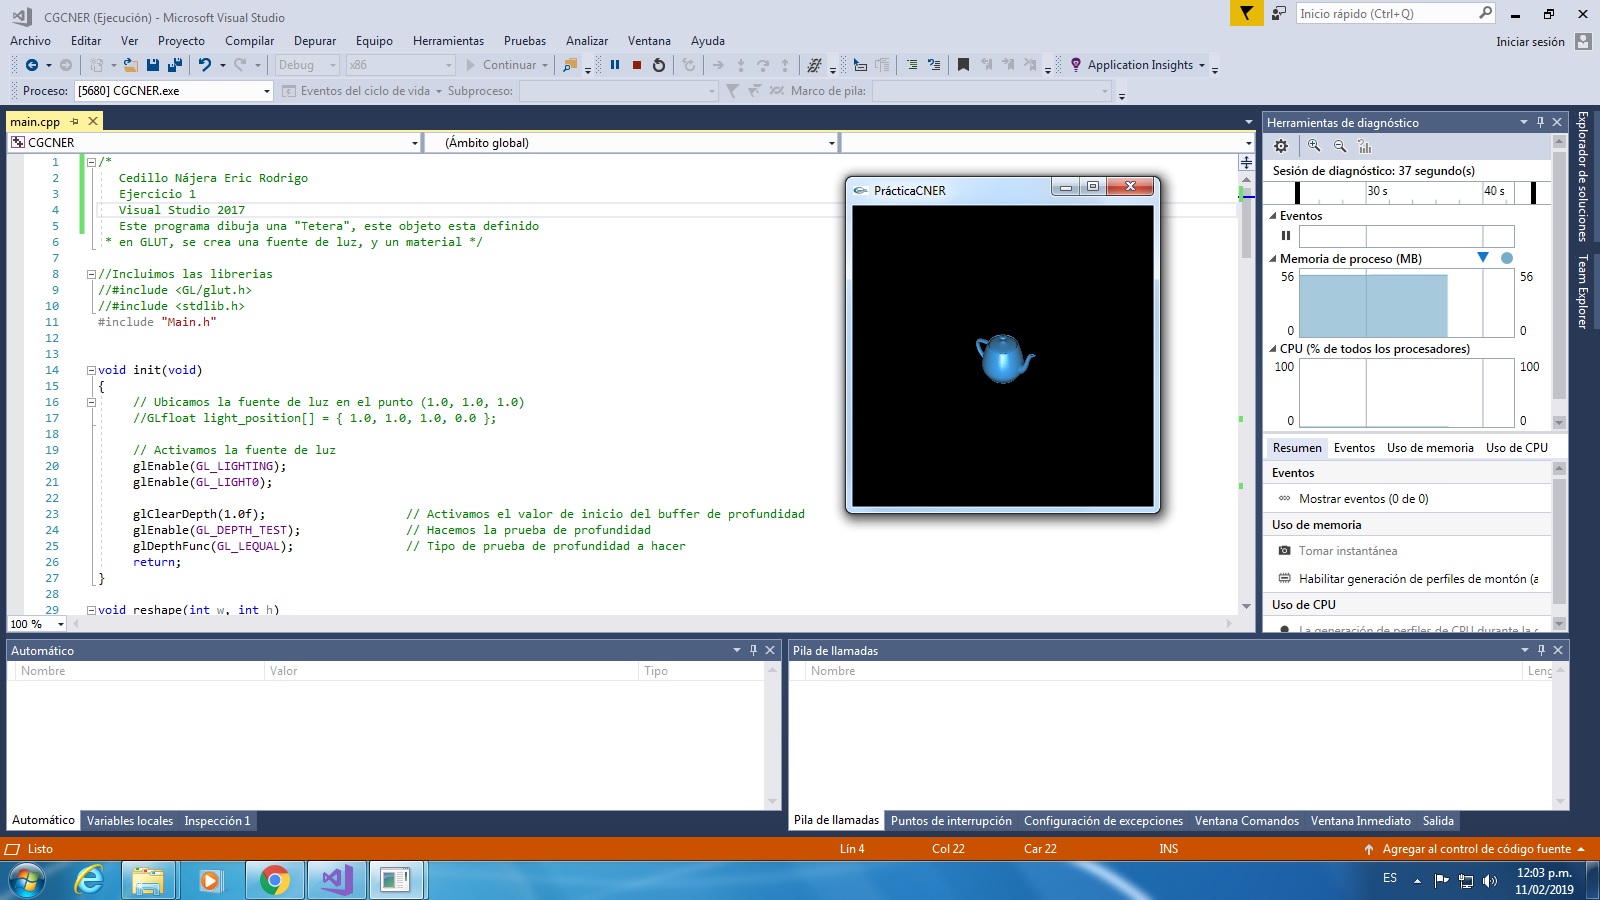 CGCNER (Ejecución) - Microsoft Visual Studio
Inicio rápido (Ctrl+Q)
Archivo Editar Ver Proyecto Compilar Depurar Equipo Herramientas Pruebas Analizar Ventana Ayuda
Iniciar sesión
Debug x86 Continuar Application Insights
Proceso: [5680] CGCNER.exe Eventos del ciclo de vida Subproceso: Marco de pila:
main.cpp
CGCNER (Ámbito global)
1 /*
2 Cedillo Nájera Eric Rodrigo
3 Ejercicio 1
4 Visual Studio 2017
5 Este programa dibuja una "Tetera", este objeto esta definido
6 * en GLUT, se crea una fuente de luz, y un material */
7
8 //Incluimos las librerias
9 //#include <GL/glut.h>
10 //#include <stdlib.h>
11 #include "Main.h"
12
13
14 void init(void)
15 {
16 // Ubicamos la fuente de luz en el punto (1.0, 1.0, 1.0)
17 //GLfloat light_position[] = { 1.0, 1.0, 1.0, 0.0 };
18
19 // Activamos la fuente de luz
20 glEnable(GL_LIGHTING);
21 glEnable(GL_LIGHT0);
22
23 glClearDepth(1.0f); // Activamos el valor de inicio del buffer de profundidad
24 glEnable(GL_DEPTH_TEST); // Hacemos la prueba de profundidad
25 glDepthFunc(GL_LEQUAL); // Tipo de prueba de profundidad a hacer
26 return;
27 }
28
29 void reshape(int w, int h)
100 %
PrácticaCNER
Herramientas de diagnóstico
Sesión de diagnóstico: 37 segundo(s)
30 s 40 s
Eventos
Memoria de proceso (MB)
56 56
0 0
CPU (% de todos los procesadores)
100 100
0 0
Resumen Eventos Uso de memoria Uso de CPU
Eventos
Mostrar eventos (0 de 0)
Uso de memoria
Tomar instantánea
Habilitar generación de perfiles de montón (a
Uso de CPU
La generación de perfiles de CPU durante la
Explorador de soluciones
Team Explorer
Automático
Nombre Valor Tipo
Automático Variables locales Inspección 1
Pila de llamadas
Nombre Leng
Pila de llamadas Puntos de interrupción Configuración de excepciones Ventana Comandos Ventana Inmediato Salida
Listo Lín 4 Col 22 Car 22 INS Agregar al control de código fuente
ES
12:03 p.m.
11/02/2019